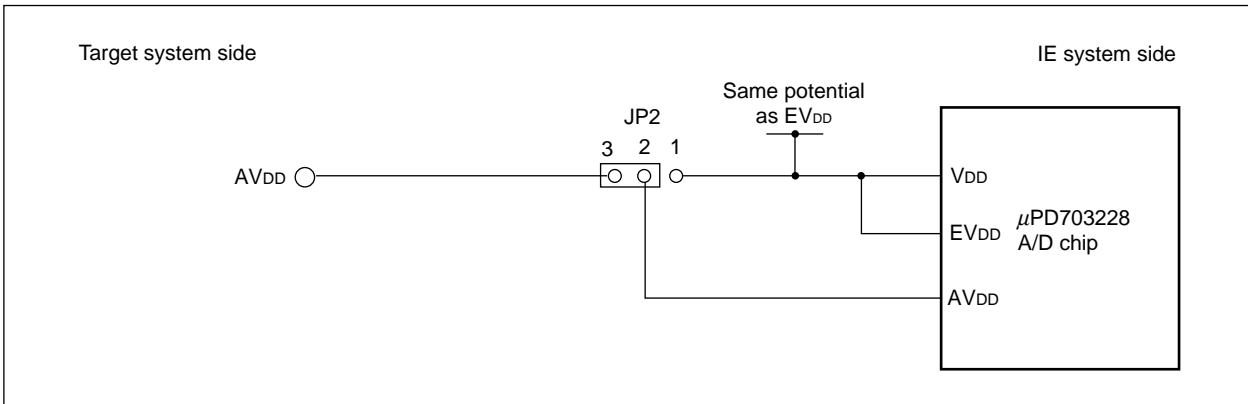 Target system side
IE system side
Same potential
as EVDD
JP2
3 2 1
AVDD
VDD
EVDD
µPD703228
A/D chip
AVDD